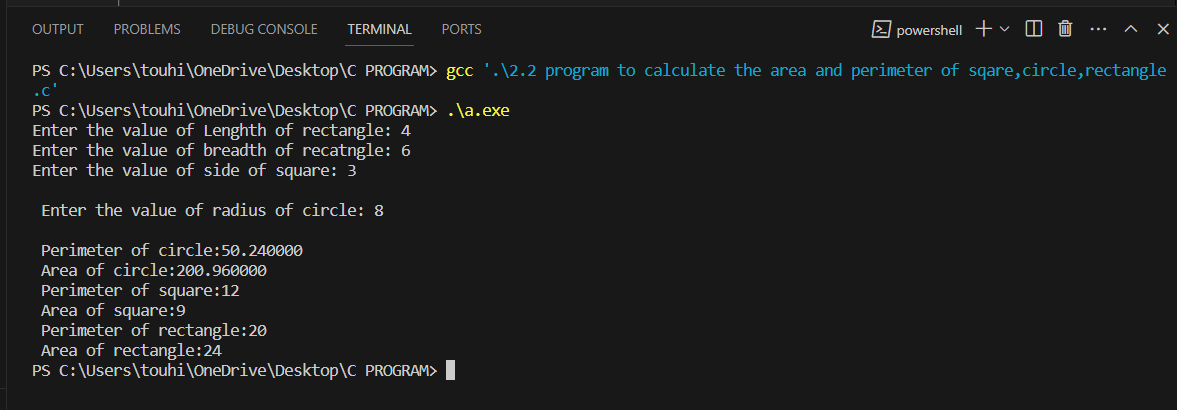 OUTPUT PROBLEMS DEBUG CONSOLE TERMINAL PORTS powershell
PS C:\Users\touhi\OneDrive\Desktop\C PROGRAM> gcc '.\2.2 program to calculate the area and perimeter of sqare,circle,rectangle
.c'
PS C:\Users\touhi\OneDrive\Desktop\C PROGRAM> .\a.exe
Enter the value of Lenghth of rectangle: 4
Enter the value of breadth of recatngle: 6
Enter the value of side of square: 3
Enter the value of radius of circle: 8
Perimeter of circle:50.240000
Area of circle:200.960000
Perimeter of square:12
Area of square:9
Perimeter of rectangle:20
Area of rectangle:24
PS C:\Users\touhi\OneDrive\Desktop\C PROGRAM>